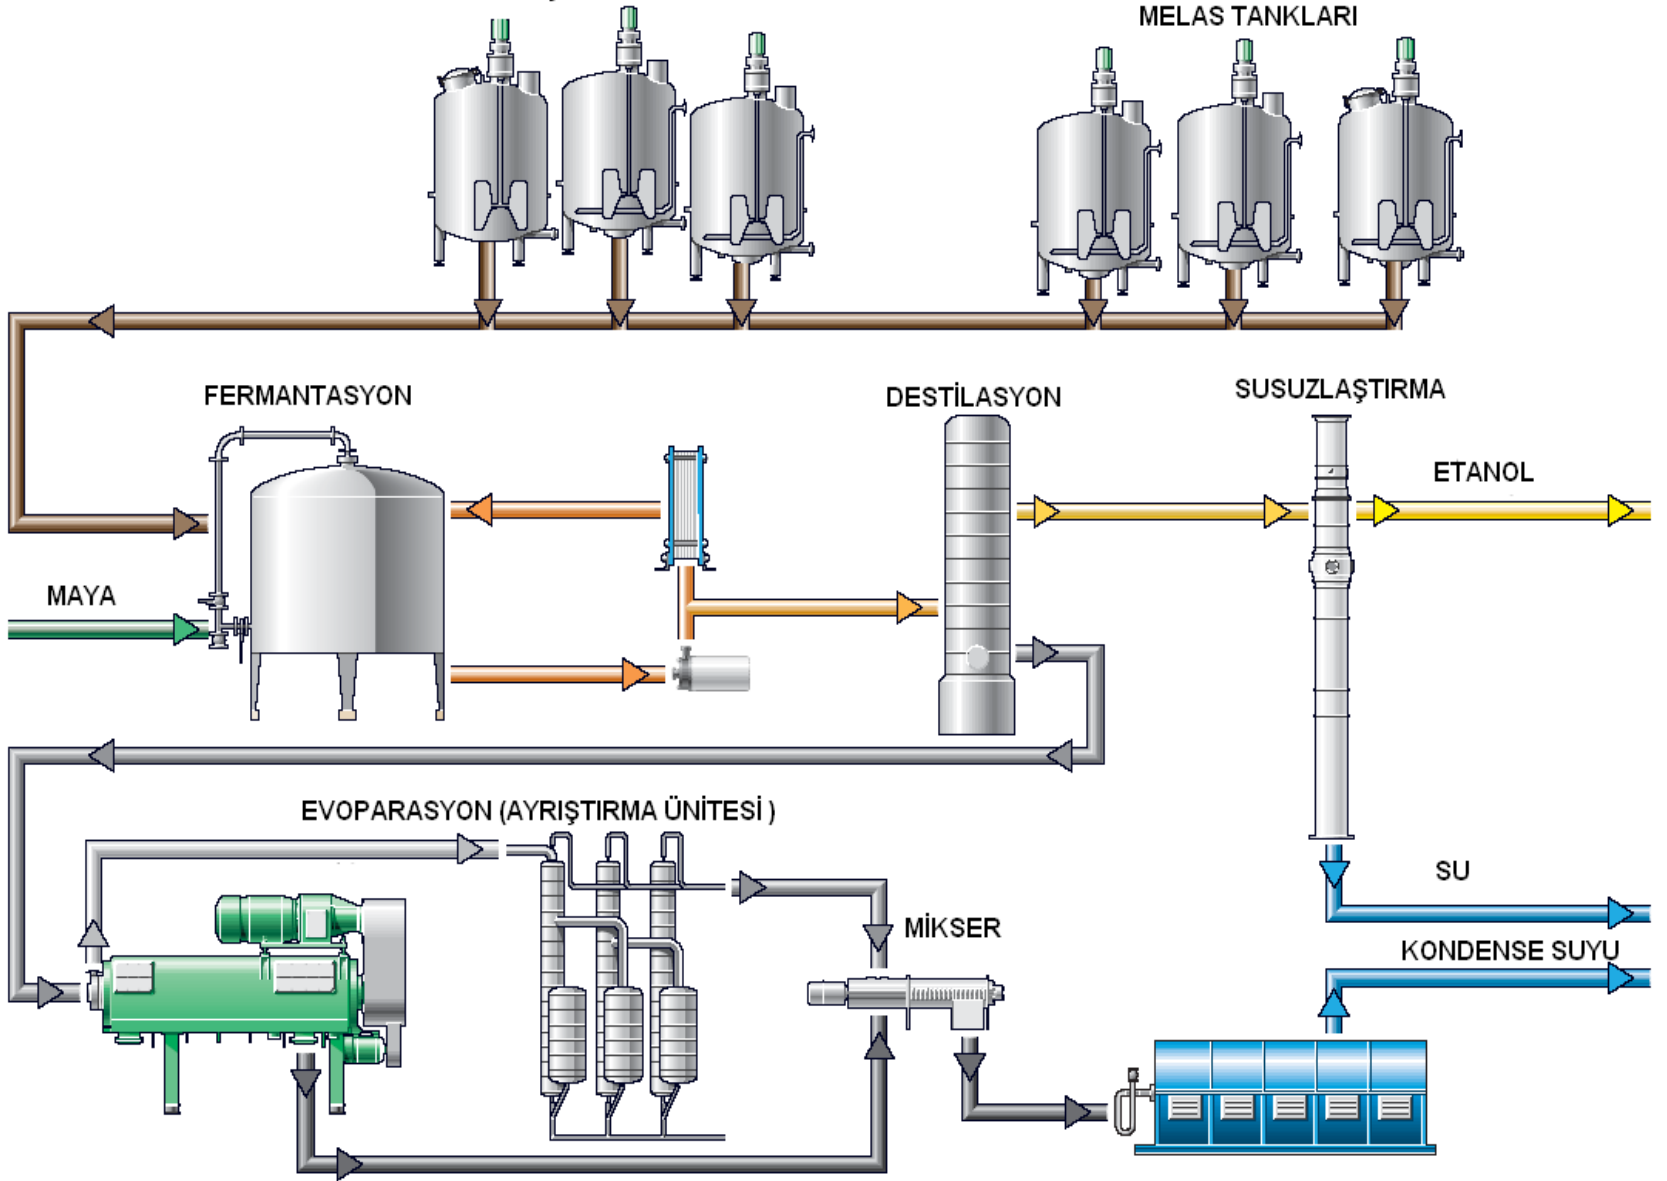 MELAS TANKLARI
FERMANTASYON
DESTİLASYON
SUSUZLAŞTIRMA
ETANOL
MAYA
EVOPARASYON (AYRIŞTIRMA ÜNİTESİ )
SU
MİKSER
KONDENSE SUYU